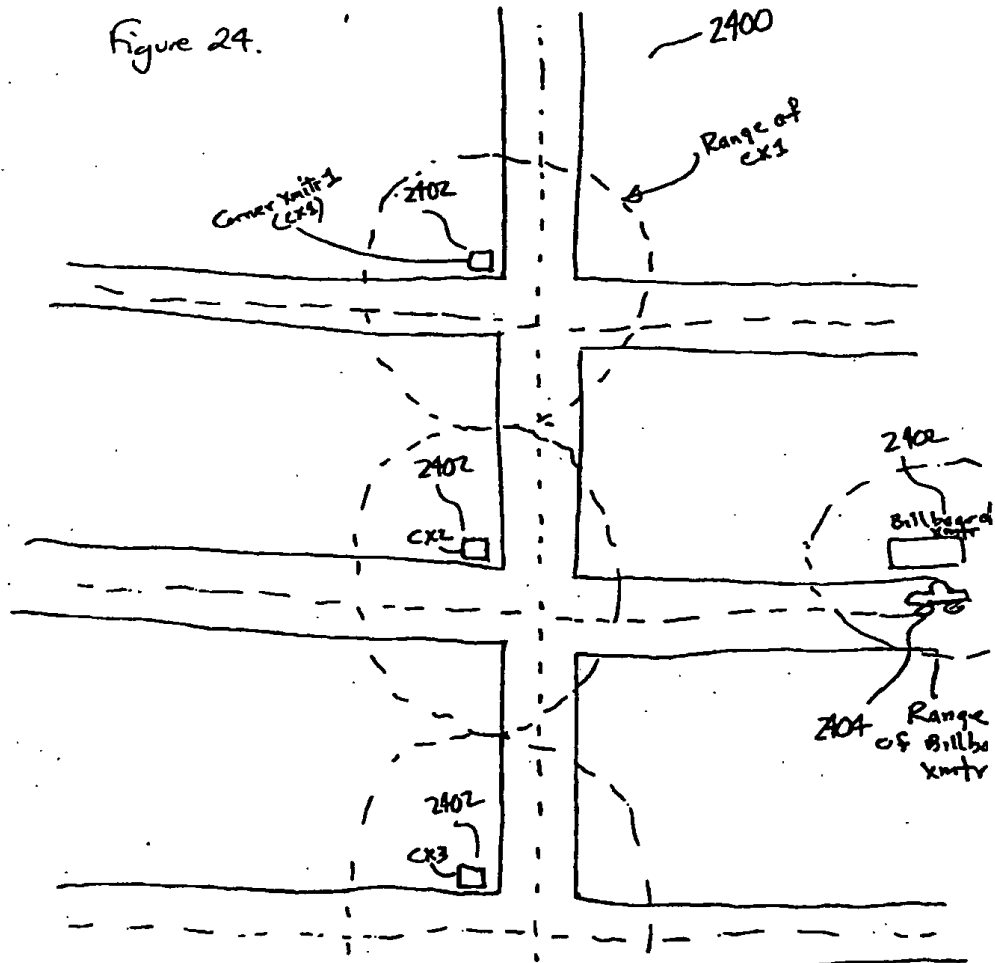 Figure 24.
2400
Range of
cx1
Corner Xmitr 1
(cx1)
2402
2402
Billboard
xmtr
2402
cx2
2404
Range
of Billbo
xmtr
2402
cx3